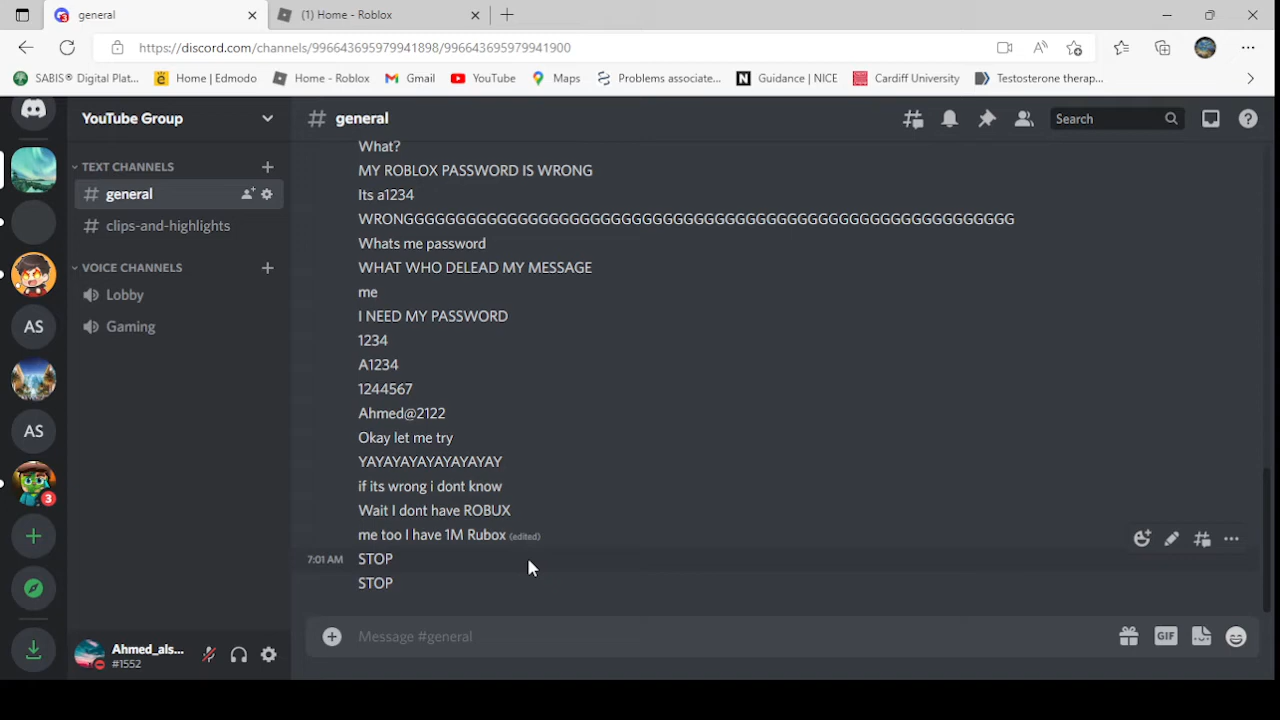 general
(1) Home - Roblox
https://discord.com/channels/996643695979941898/996643695979941900
SABIS® Digital Plat...
Home | Edmodo
Home - Roblox
Gmail
YouTube
Maps
Problems associate...
Guidance | NICE
Cardiff University
Testosterone therap...
YouTube Group
# general
Search
TEXT CHANNELS
# general
# clips-and-highlights
VOICE CHANNELS
Lobby
Gaming
AS
AS
3
What?
MY ROBLOX PASSWORD IS WRONG
Its a1234
WRONGGGGGGGGGGGGGGGGGGGGGGGGGGGGGGGGGGGGGGGGGGGGGGGGGGGGGGGGGGG
Whats me password
WHAT WHO DELEAD MY MESSAGE
me
I NEED MY PASSWORD
1234
A1234
1244567
Ahmed@2122
Okay let me try
YAYAYAYAYAYAYAYAY
if its wrong i dont know
Wait I dont have ROBUX
me too I have 1M Rubox (edited)
7:01 AM STOP
STOP
Message #general
GIF
Ahmed_als...
#1552